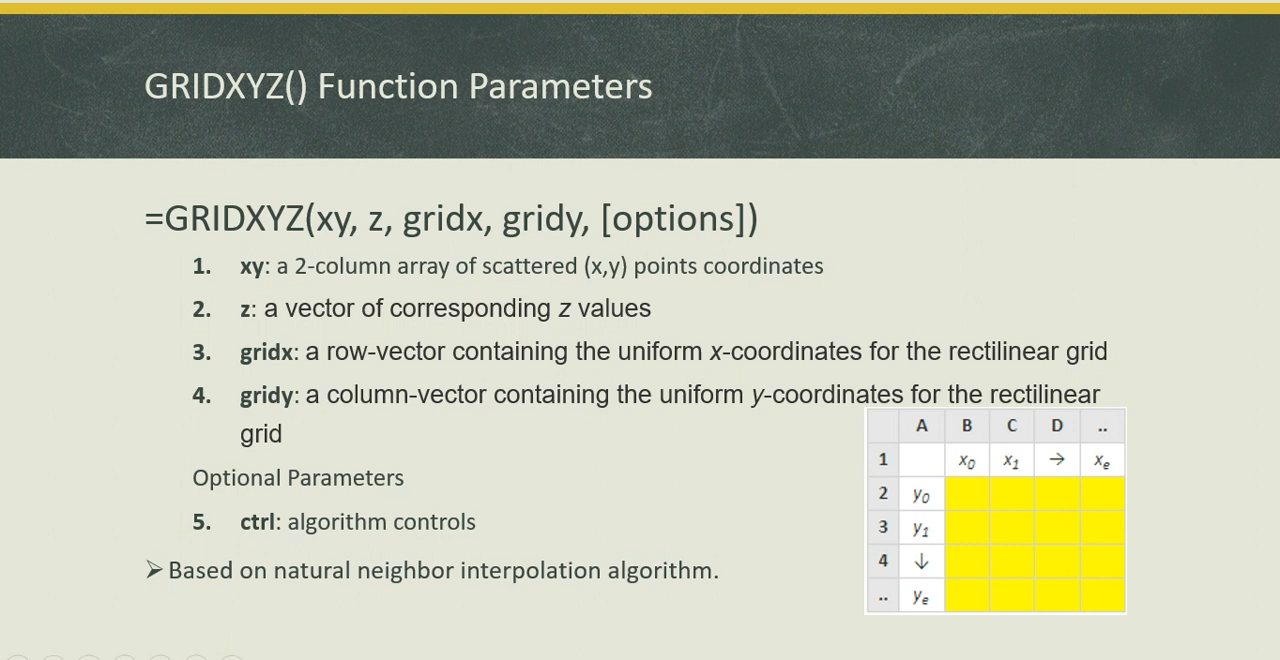 GRIDXYZ() Function Parameters
=GRIDXYZ(xy, z, gridx, gridy, [options])
1. xy: a 2-column array of scattered (x,y) points coordinates
2. z: a vector of corresponding z values
3. gridx: a row-vector containing the uniform x-coordinates for the rectilinear grid
4. gridy: a column-vector containing the uniform y-coordinates for the rectilinear
grid
Optional Parameters
5. ctrl: algorithm controls
➢ Based on natural neighbor interpolation algorithm.
A B C D ..
1 x0 x1 → xe
2 y0
3 y1
4 ↓
.. ye